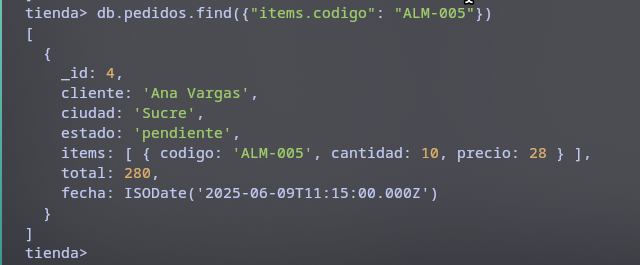 tienda> db.pedidos.find({"items.codigo": "ALM-005"})
[
  {
    _id: 4,
    cliente: 'Ana Vargas',
    ciudad: 'Sucre',
    estado: 'pendiente',
    items: [ { codigo: 'ALM-005', cantidad: 10, precio: 28 } ],
    total: 280,
    fecha: ISODate('2025-06-09T11:15:00.000Z')
  }
]
tienda>